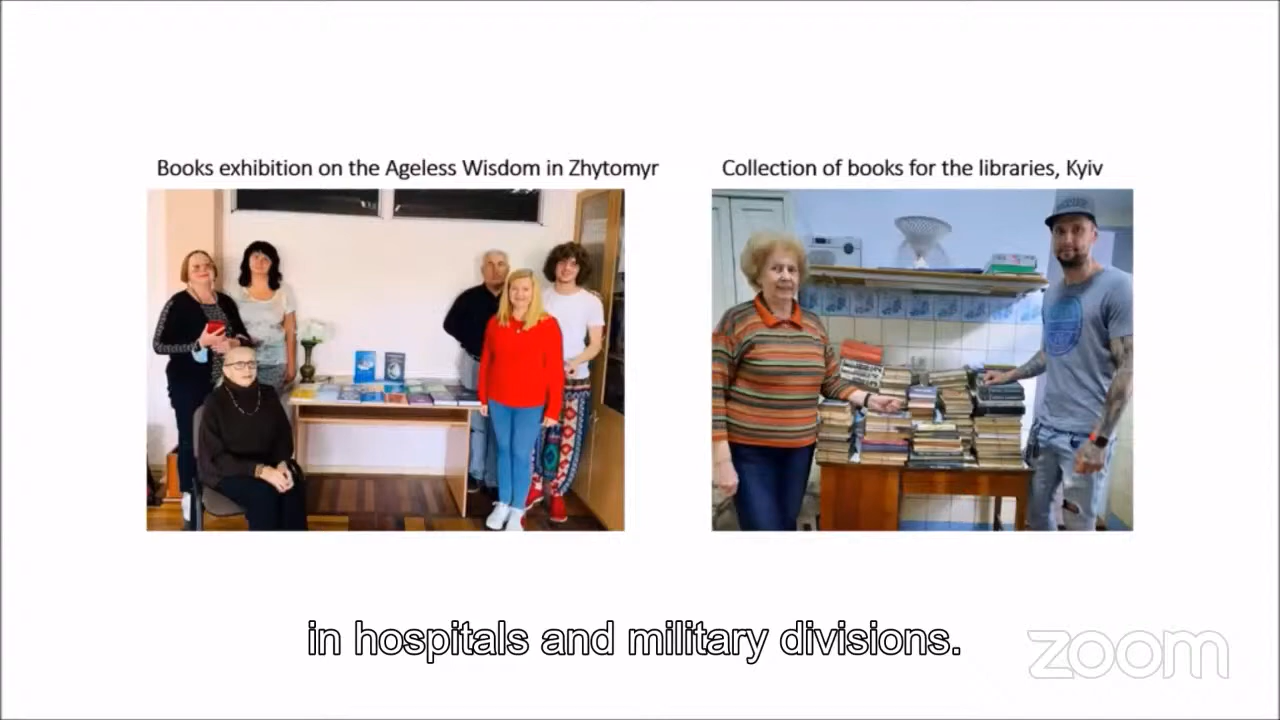 Books exhibition on the Ageless Wisdom in Zhytomyr
Collection of books for the libraries, Kyiv
in hospitals and military divisions.
zoom